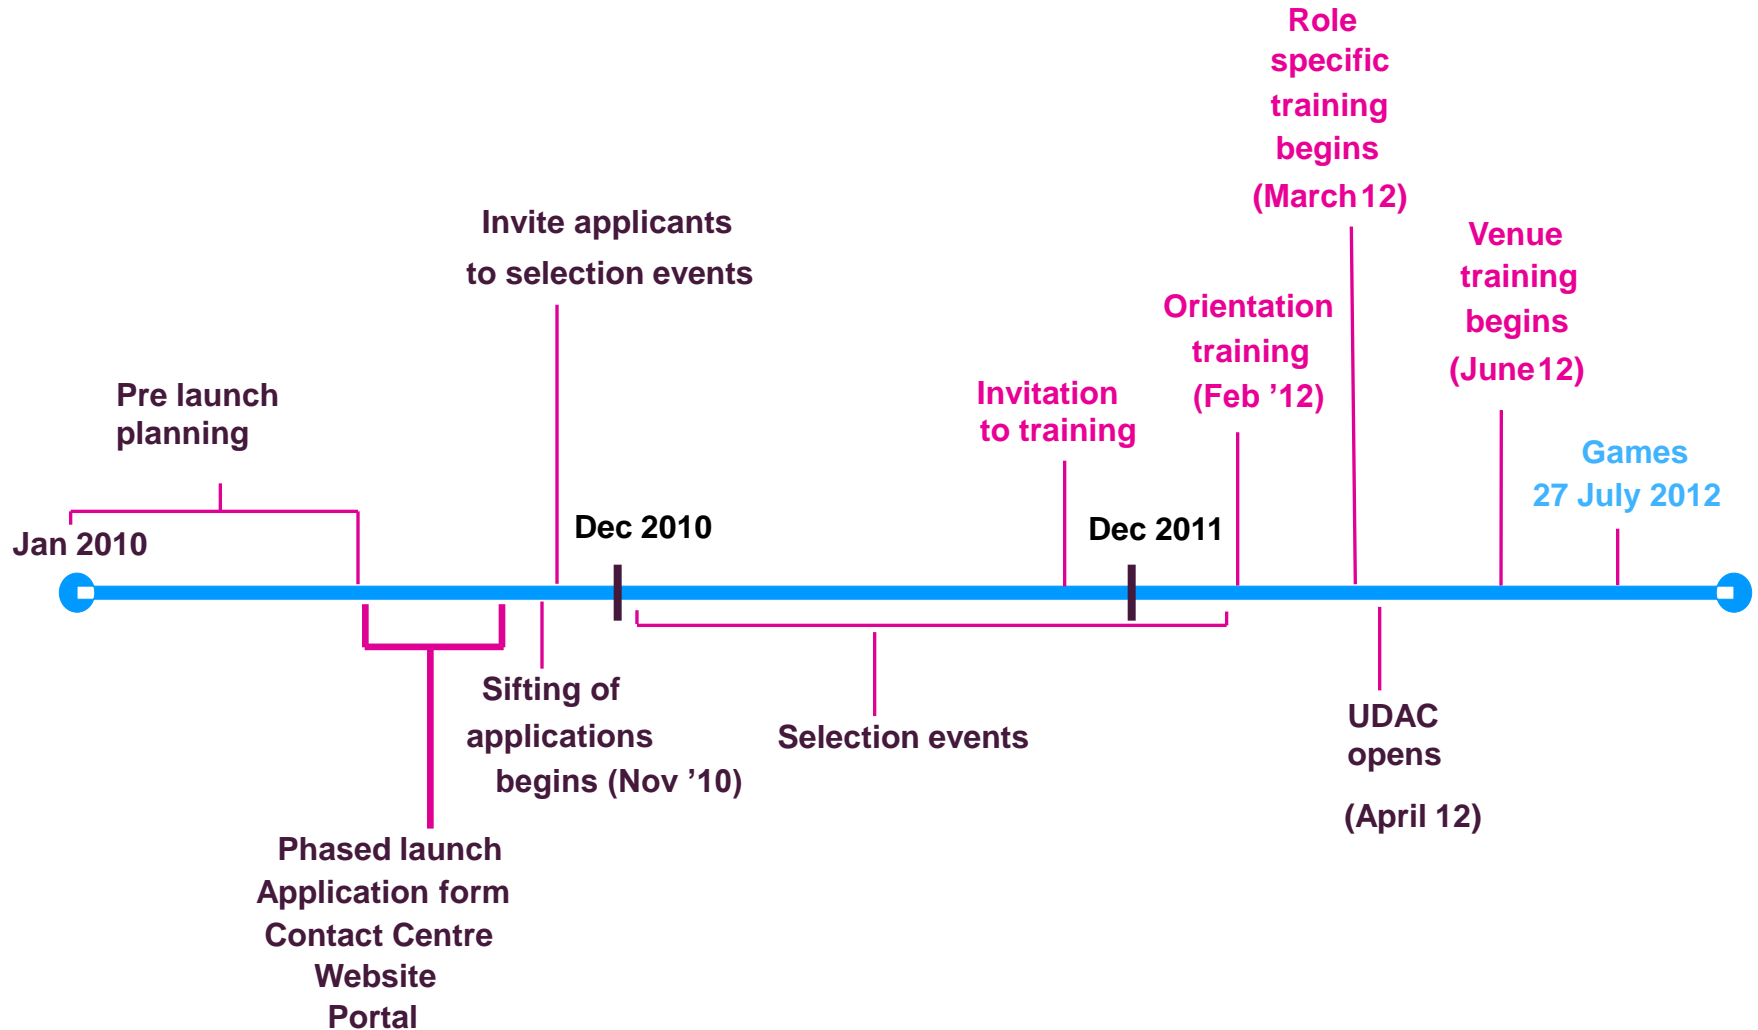 Role
specific
training
begins
(March 12)
Invite applicants
to selection events
Venue
training
begins
(June 12)
Orientation
training
(Feb ’12)
Pre launch
planning
Invitation
to training
Games
27 July 2012
Jan 2010
Dec 2010
Dec 2011
Sifting of
applications
begins (Nov ’10)
Selection events
UDAC
opens
(April 12)
Phased launch
Application form
Contact Centre
Website
Portal